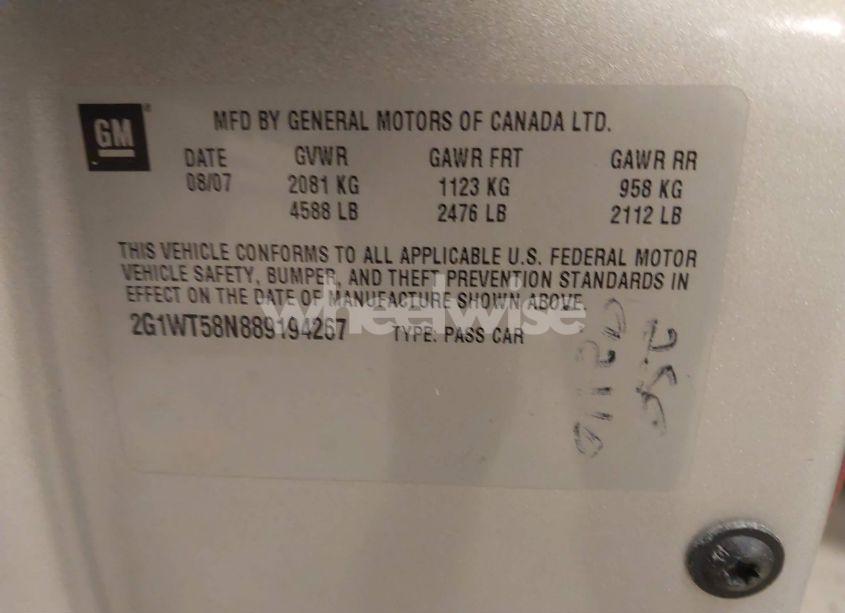 GM
MFD BY GENERAL MOTORS OF CANADA LTD.
DATE GVWR GAWR FRT GAWR RR
08/07 2081 KG 1123 KG 958 KG
4588 LB 2476 LB 2112 LB
THIS VEHICLE CONFORMS TO ALL APPLICABLE U.S. FEDERAL MOTOR
VEHICLE SAFETY, BUMPER, AND THEFT PREVENTION STANDARDS IN
EFFECT ON THE DATE OF MANUFACTURE SHOWN ABOVE.
2G1WT58N889194267 TYPE: PASS CAR
wheelwise